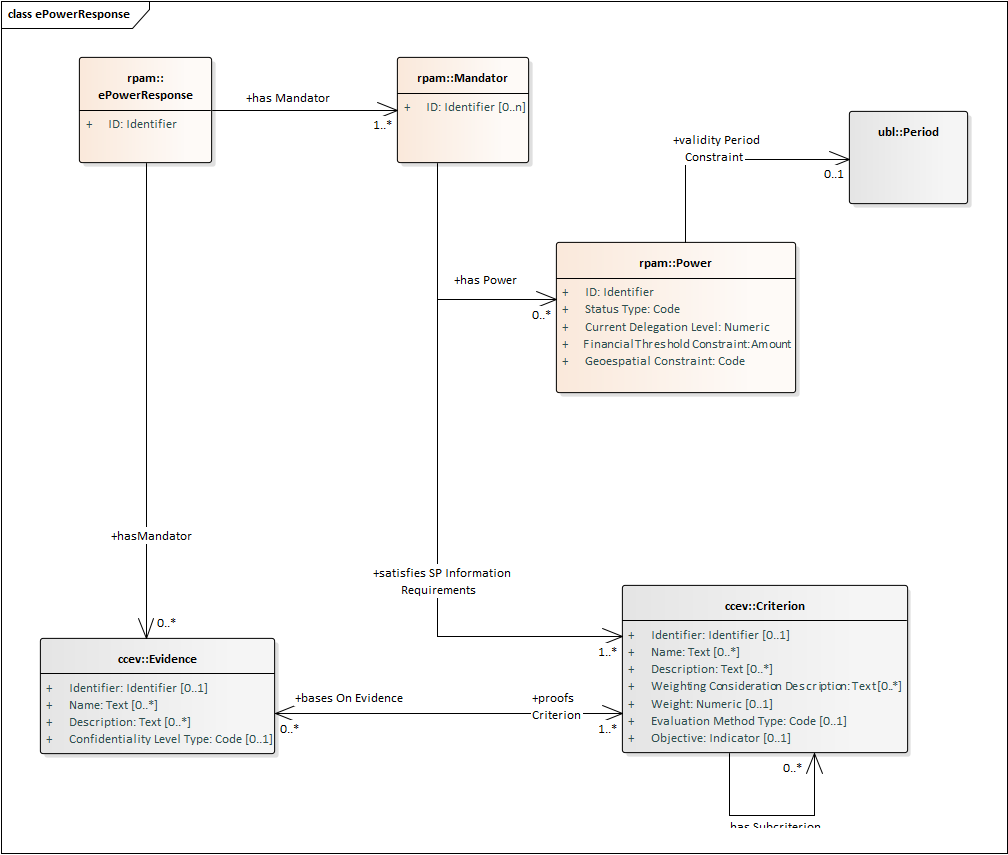 class ePowerResponse
rpam::
ePowerResponse
+ ID: Identifier
+has Mandator
1..*
rpam::Mandator
+ ID: Identifier [0..n]
+validity Period
Constraint
0..1
ubl::Period
+has Power
0..*
rpam::Power
+ ID: Identifier
+ Status Type: Code
+ Current Delegation Level: Numeric
+ Financial Threshold Constraint:Amount
+ Geoespatial Constraint: Code
+hasMandator
0..*
+satisfies SP Information
Requirements
1..*
ccev::Evidence
+ Identifier: Identifier [0..1]
+ Name: Text [0..*]
+ Description: Text [0..*]
+ Confidentiality Level Type: Code [0..1]
+bases On Evidence
0..*
+proofs
Criterion
1..*
ccev::Criterion
+ Identifier: Identifier [0..1]
+ Name: Text [0..*]
+ Description: Text [0..*]
+ Weighting Consideration Description: Text[0..*]
+ Weight: Numeric [0..1]
+ Evaluation Method Type: Code [0..1]
+ Objective: Indicator [0..1]
0..*
has Subcriterion